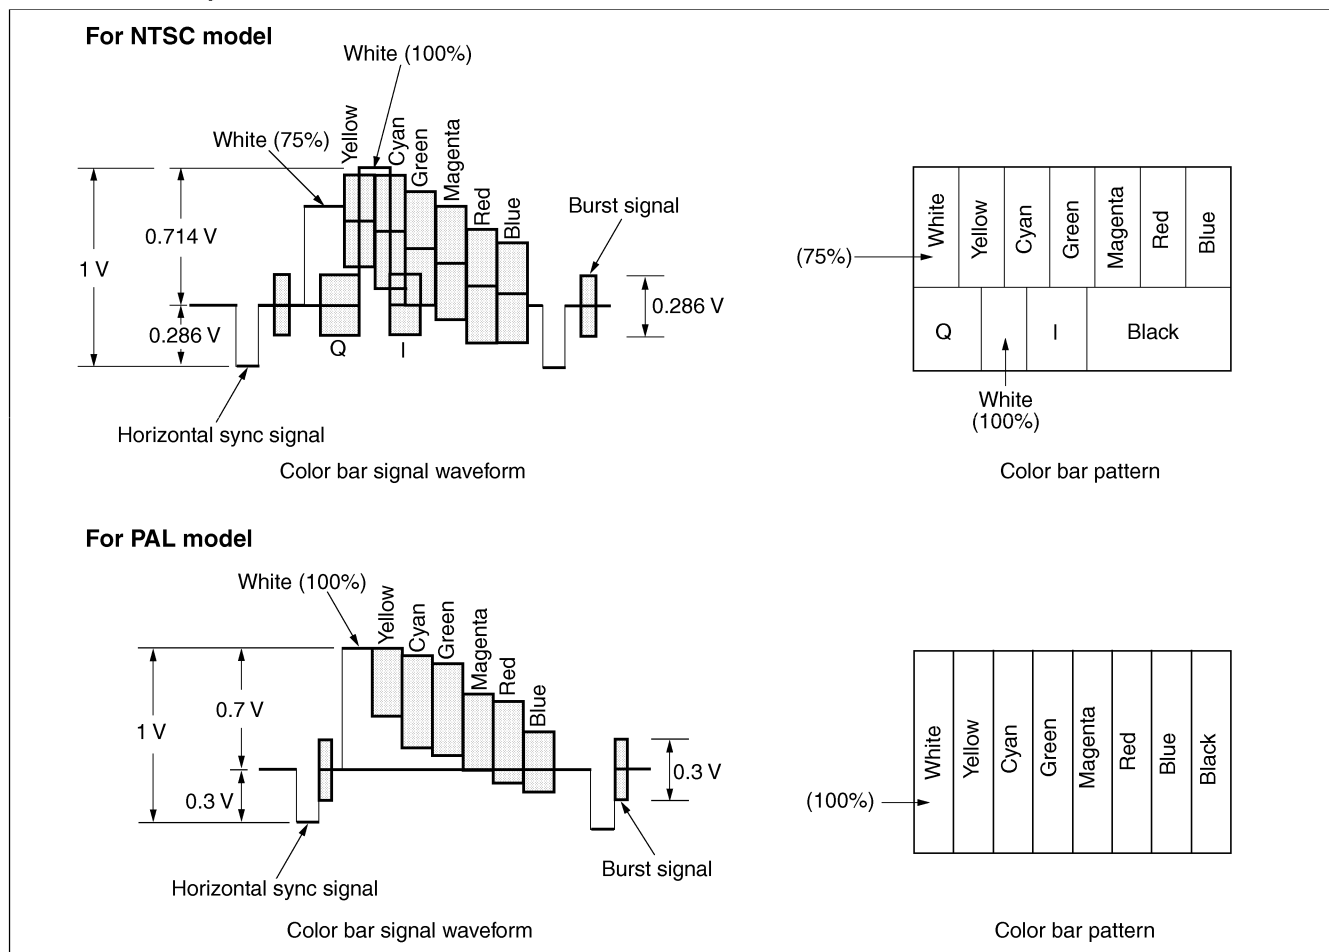 For NTSC model
White (100%)
White (75%)
Yellow
Cyan
Green
Magenta
Red
Blue
Burst signal
0.714 V
1 V
0.286 V
0.286 V
Q
I
Horizontal sync signal
Color bar signal waveform
White
Yellow
Cyan
Green
Magenta
Red
Blue
(75%)
Q
I
Black
White
(100%)
Color bar pattern
For PAL model
White (100%)
Yellow
Cyan
Green
Magenta
Red
Blue
0.7 V
1 V
0.3 V
0.3 V
Burst signal
Horizontal sync signal
Color bar signal waveform
White
Yellow
Cyan
Green
Magenta
Red
Blue
Black
(100%)
Color bar pattern